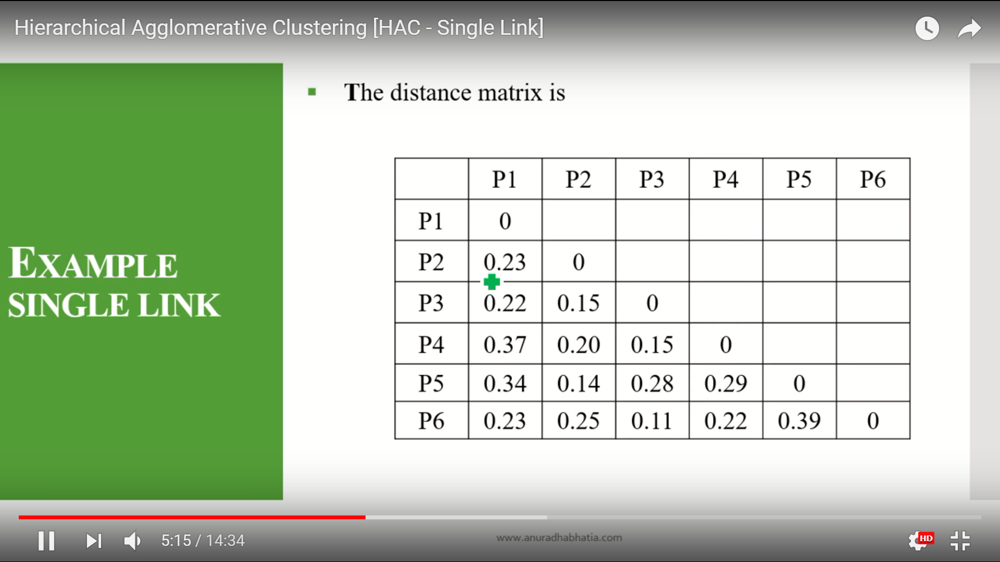 Hierarchical Agglomerative Clustering [HAC - Single Link]
The distance matrix is
EXAMPLE
SINGLE LINK
P1 P2 P3 P4 P5 P6
P1 0
P2 0.23 0
P3 0.22 0.15 0
P4 0.37 0.20 0.15 0
P5 0.34 0.14 0.28 0.29 0
P6 0.23 0.25 0.11 0.22 0.39 0
5:15 / 14:34
www.anuradhabhatia.com
HD